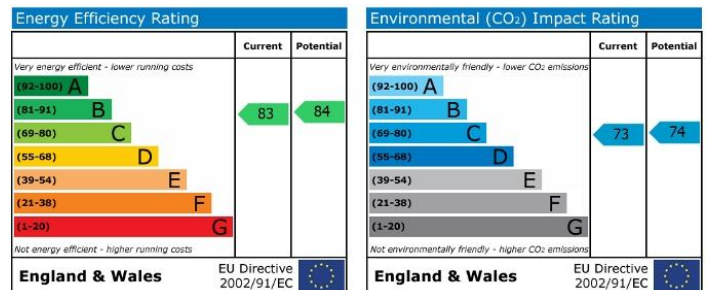 Energy Efficiency Rating
Current Potential
Very energy efficient - lower running costs
(92-100) A
(81-91) B
83 84
(69-80) C
(55-68) D
(39-54) E
(21-38) F
(1-20) G
Not energy efficient - higher running costs
England & Wales
EU Directive
2002/91/EC
Environmental (CO₂) Impact Rating
Current Potential
Very environmentally friendly - lower CO₂ emissions
(92-100) A
(81-91) B
(69-80) C
73 74
(55-68) D
(39-54) E
(21-38) F
(1-20) G
Not environmentally friendly - higher CO₂ emissions
England & Wales
EU Directive
2002/91/EC